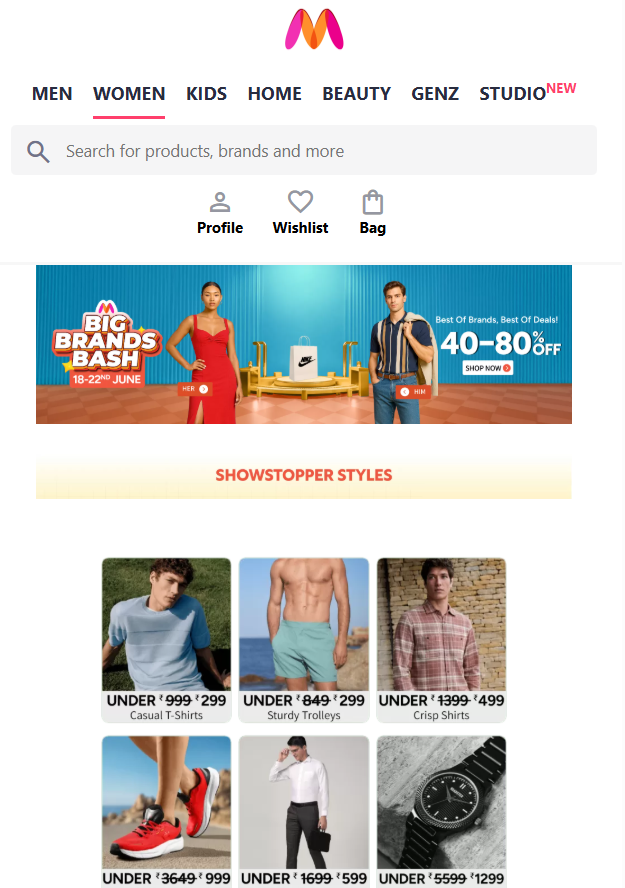 MEN WOMEN KIDS HOME BEAUTY GENZ STUDIO NEW
Search for products, brands and more
Profile Wishlist Bag
BIG
BRANDS
BASH
18-22ND JUNE
HER
NIKE
HIM
Best Of Brands, Best Of Deals!
40-80% OFF
SHOP NOW
SHOWSTOPPER STYLES
UNDER ₹999 ₹299
Casual T-Shirts
UNDER ₹849 ₹299
Sturdy Trolleys
UNDER ₹1399 ₹499
Crisp Shirts
UNDER ₹3649 ₹999
UNDER ₹1699 ₹599
UNDER ₹5599 ₹1299